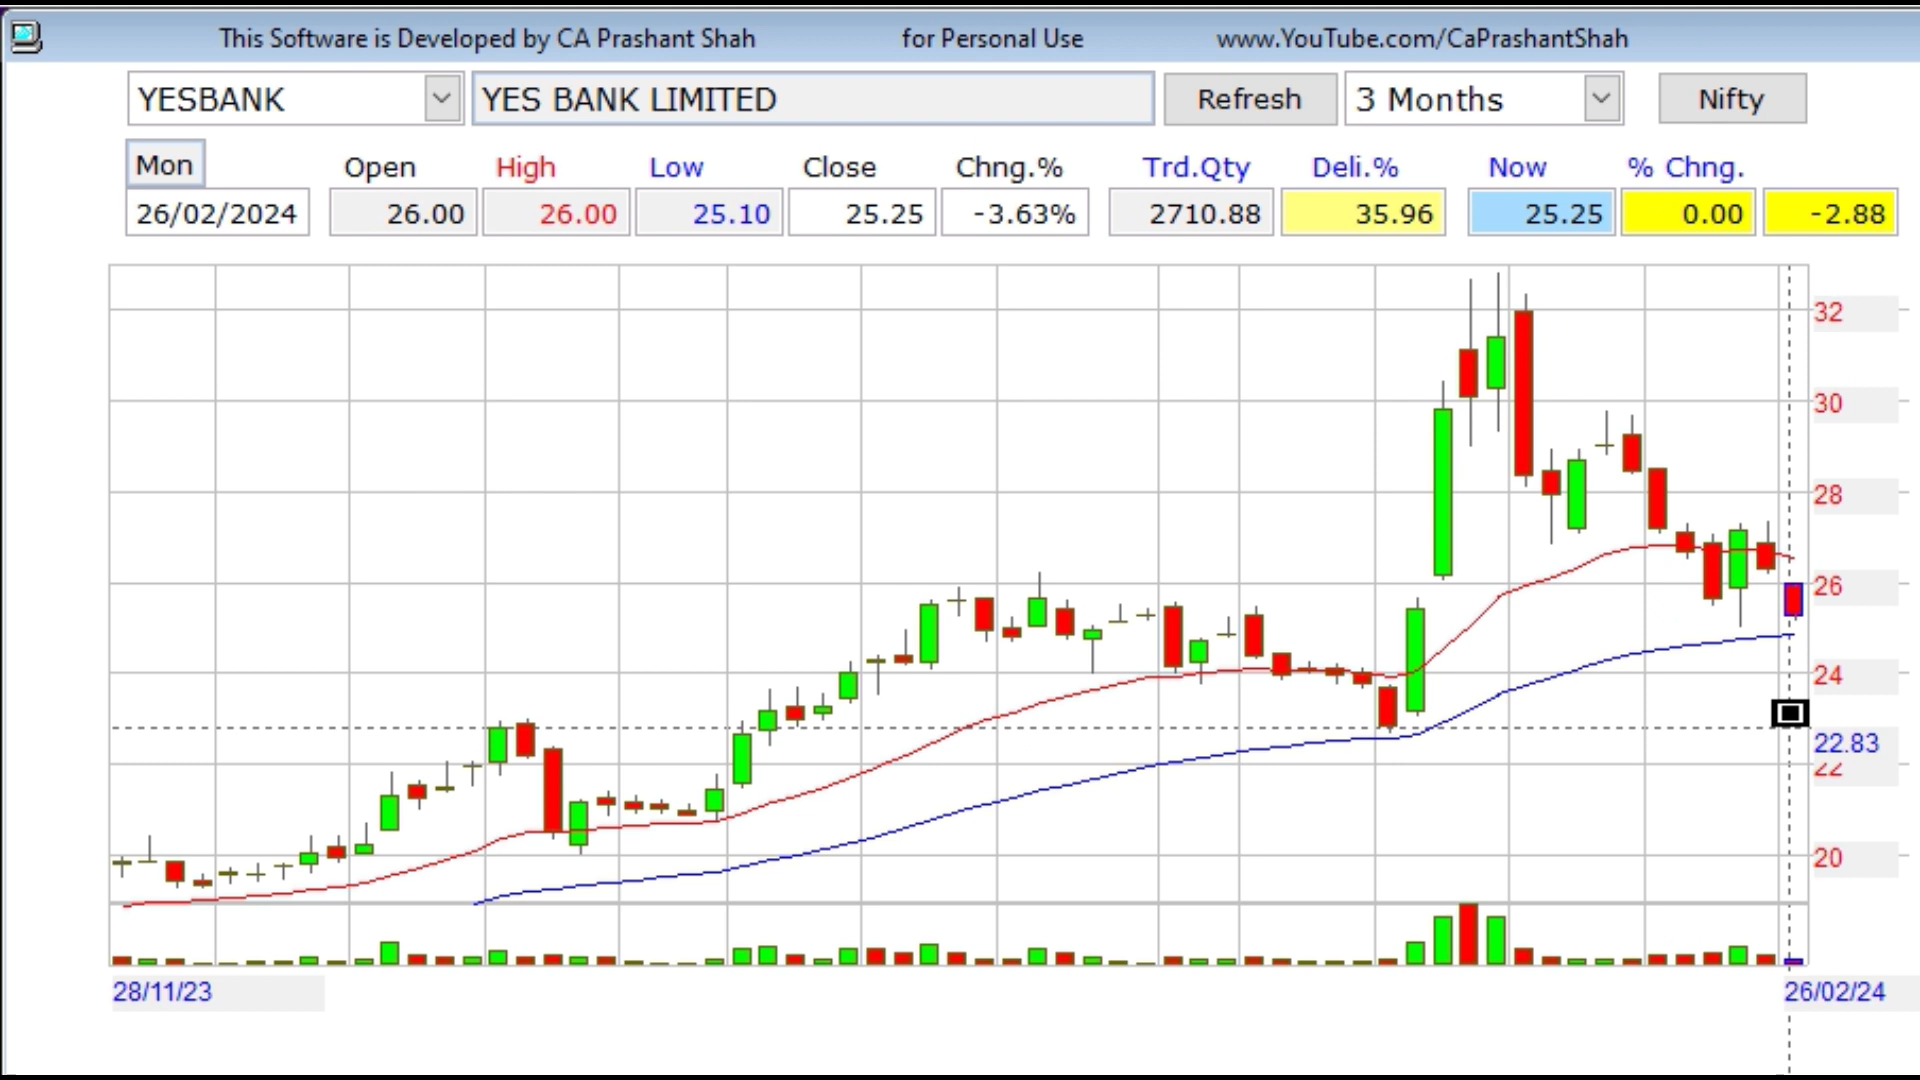 This Software is Developed by CA Prashant Shah for Personal Use www.YouTube.com/CaPrashantShah
YESBANK YES BANK LIMITED Refresh 3 Months Nifty
Mon Open High Low Close Chng.% Trd.Qty Deli.% Now % Chng.
26/02/2024 26.00 26.00 25.10 25.25 -3.63% 2710.88 35.96 25.25 0.00 -2.88
32
30
28
26
24
22.83
22
20
28/11/23 26/02/24